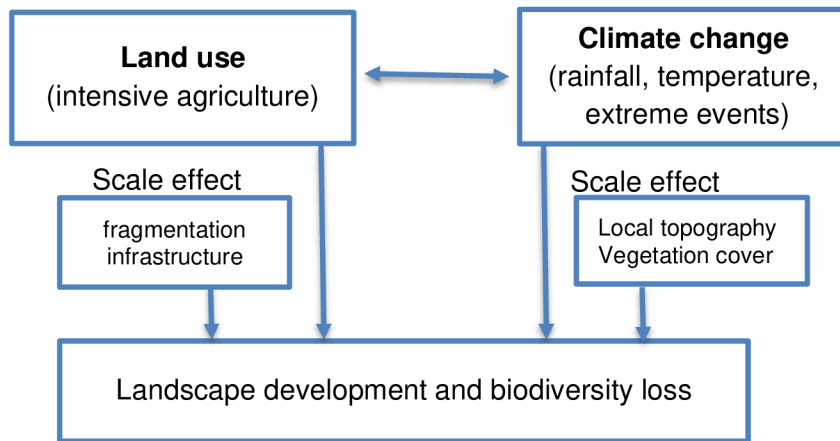 Land use
(intensive agriculture)
Climate change
(rainfall, temperature,
extreme events)
Scale effect
fragmentation
infrastructure
Scale effect
Local topography
Vegetation cover
Landscape development and biodiversity loss